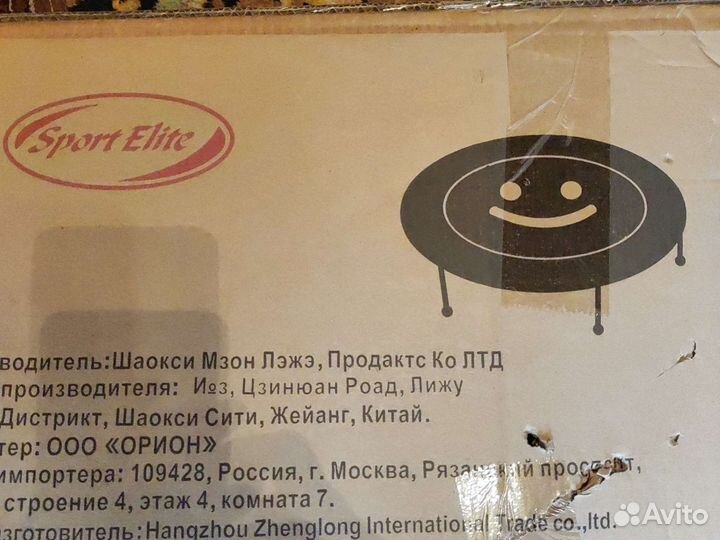 Sport Elite
водитель:Шаокси Мзон Лэжэ, Продактс Ко ЛТД
производителя: И№з, Цзинюан Роад, Лижу
Дистрикт, Шаокси Сити, Жейанг, Китай.
тер: ООО «ОРИОН»
импортера: 109428, Россия, г. Москва, Рязанский проспект,
строение 4, этаж 4, комната 7.
зготовитель:Hangzhou Zhenglong International Trade co.,ltd.
Avito